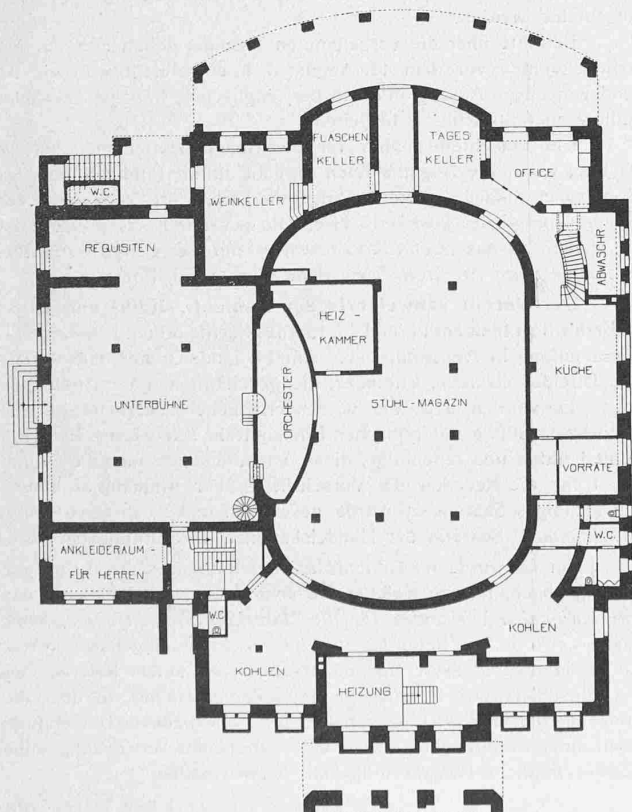 FLASCHEN
KELLER
TAGES
KELLER
OFFICE
W.C.
WEINKELLER
ABWASCHR.
REQUISITEN
HEIZ-
KAMMER
KÜCHE
UNTERBÜHNE
ORCHESTER
STUHL-MAGAZIN
VORRÄTE
W.C.
ANKLEIDERAUM -
FÜR HERREN
W.C.
KOHLEN
KOHLEN
HEIZUNG